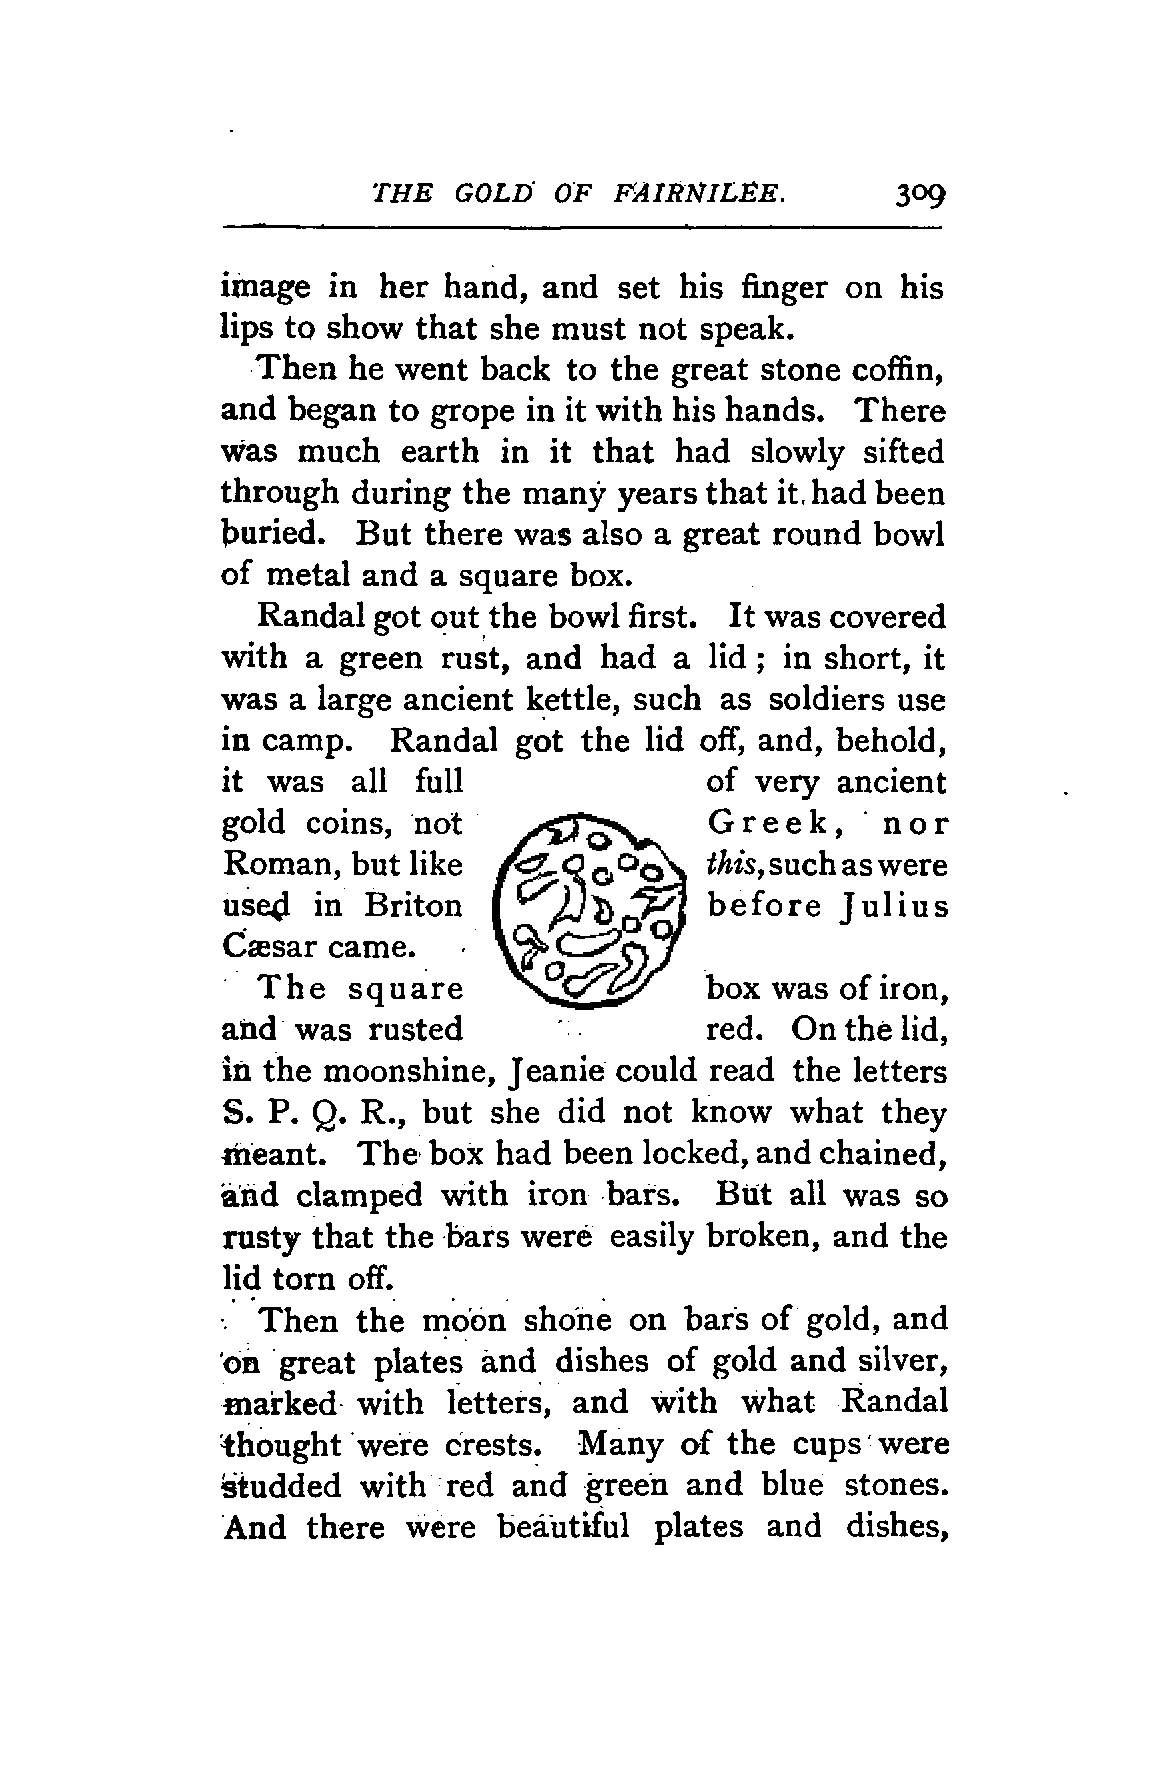 THE GOLD OF FAIRNILEE. 309
image in her hand, and set his finger on his
lips to show that she must not speak.
Then he went back to the great stone coffin,
and began to grope in it with his hands. There
was much earth in it that had slowly sifted
through during the many years that it had been
buried. But there was also a great round bowl
of metal and a square box.
Randal got out the bowl first. It was covered
with a green rust, and had a lid ; in short, it
was a large ancient kettle, such as soldiers use
in camp. Randal got the lid off, and, behold,
it was all full of very ancient
gold coins, not Greek, nor
Roman, but like this, such as were
used in Briton before Julius
Cæsar came.
The square box was of iron,
and was rusted red. On the lid,
in the moonshine, Jeanie could read the letters
S. P. Q. R., but she did not know what they
meant. The box had been locked, and chained,
and clamped with iron bars. But all was so
rusty that the bars were easily broken, and the
lid torn off.
Then the moon shone on bars of gold, and
on great plates and dishes of gold and silver,
marked with letters, and with what Randal
thought were crests. Many of the cups were
studded with red and green and blue stones.
And there were beautiful plates and dishes,